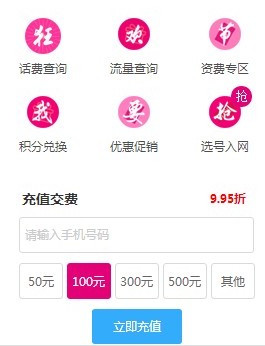 狂 欢 节
话费查询 流量查询 资费专区
我 要 抢 抢
积分兑换 优惠促销 选号入网
充值交费 9.95折
请输入手机号码
50元 100元 300元 500元 其他
立即充值